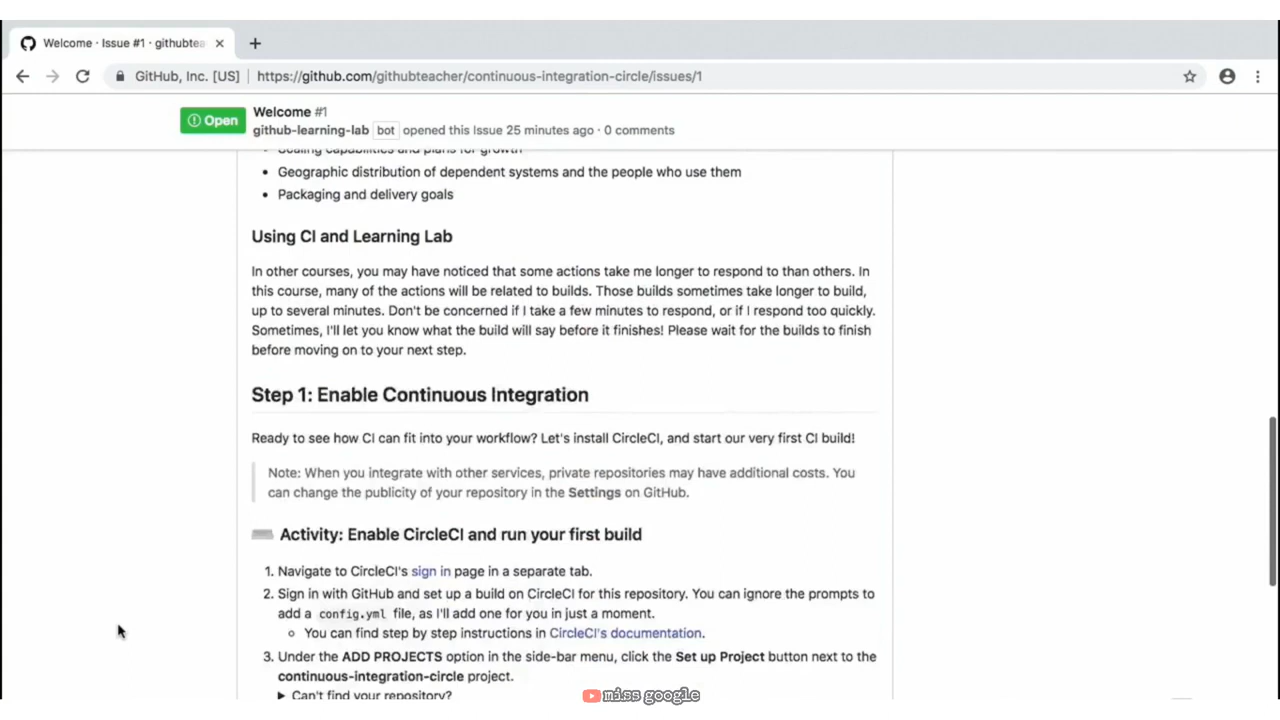 Welcome · Issue #1 · githubtea
GitHub, Inc. [US] https://github.com/githubteacher/continuous-integration-circle/issues/1
Open
Welcome #1
github-learning-lab bot opened this Issue 25 minutes ago · 0 comments
Scaling capabilities and plans for growth
Geographic distribution of dependent systems and the people who use them
Packaging and delivery goals
Using CI and Learning Lab
In other courses, you may have noticed that some actions take me longer to respond to than others. In
this course, many of the actions will be related to builds. Those builds sometimes take longer to build,
up to several minutes. Don't be concerned if I take a few minutes to respond, or if I respond too quickly.
Sometimes, I'll let you know what the build will say before it finishes! Please wait for the builds to finish
before moving on to your next step.
Step 1: Enable Continuous Integration
Ready to see how CI can fit into your workflow? Let's install CircleCI, and start our very first CI build!
Note: When you integrate with other services, private repositories may have additional costs. You
can change the publicity of your repository in the Settings on GitHub.
Activity: Enable CircleCI and run your first build
1. Navigate to CircleCI's sign in page in a separate tab.
2. Sign in with GitHub and set up a build on CircleCI for this repository. You can ignore the prompts to
add a config.yml file, as I'll add one for you in just a moment.
You can find step by step instructions in CircleCI's documentation.
3. Under the ADD PROJECTS option in the side-bar menu, click the Set up Project button next to the
continuous-integration-circle project.
Can't find your repository?
miss google